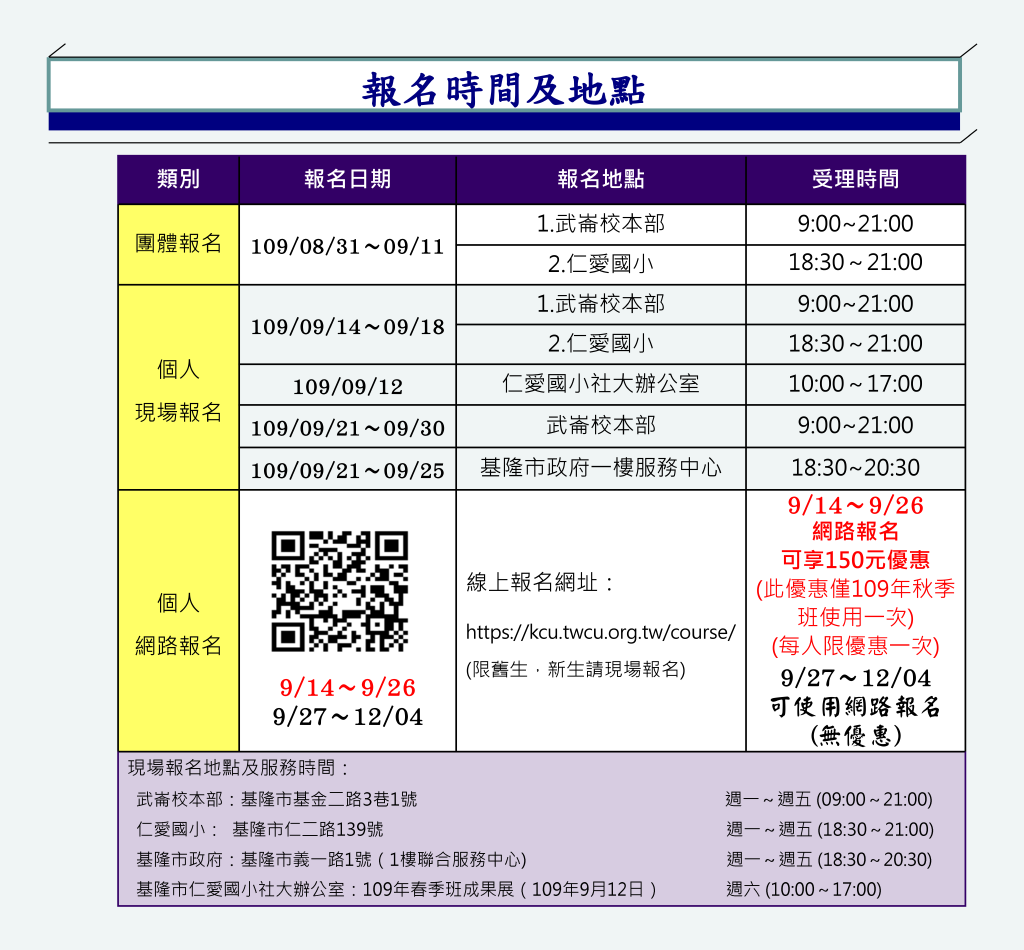 報名時間及地點
類別 報名日期 報名地點 受理時間
團體報名 109/08/31～09/11 1.武崙校本部 9:00~21:00
2.仁愛國小 18:30～21:00
個人
現場報名
109/09/14～09/18 1.武崙校本部 9:00~21:00
2.仁愛國小 18:30～21:00
109/09/12 仁愛國小社大辦公室 10:00～17:00
109/09/21～09/30 武崙校本部 9:00~21:00
109/09/21～09/25 基隆市政府一樓服務中心 18:30~20:30
個人
網路報名
9/14～9/26
9/27～12/04
線上報名網址：
https://kcu.twcu.org.tw/course/
(限舊生，新生請現場報名)
9/14～9/26
網路報名
可享150元優惠
(此優惠僅109年秋季
班使用一次)
(每人限優惠一次)
9/27～12/04
可使用網路報名
(無優惠)
現場報名地點及服務時間：
武崙校本部：基隆市基金二路3巷1號 週一～週五 (09:00～21:00)
仁愛國小： 基隆市仁二路139號 週一～週五 (18:30～21:00)
基隆市政府：基隆市義一路1號（1樓聯合服務中心) 週一～週五 (18:30～20:30)
基隆市仁愛國小社大辦公室：109年春季班成果展（109年9月12日） 週六 (10:00～17:00)